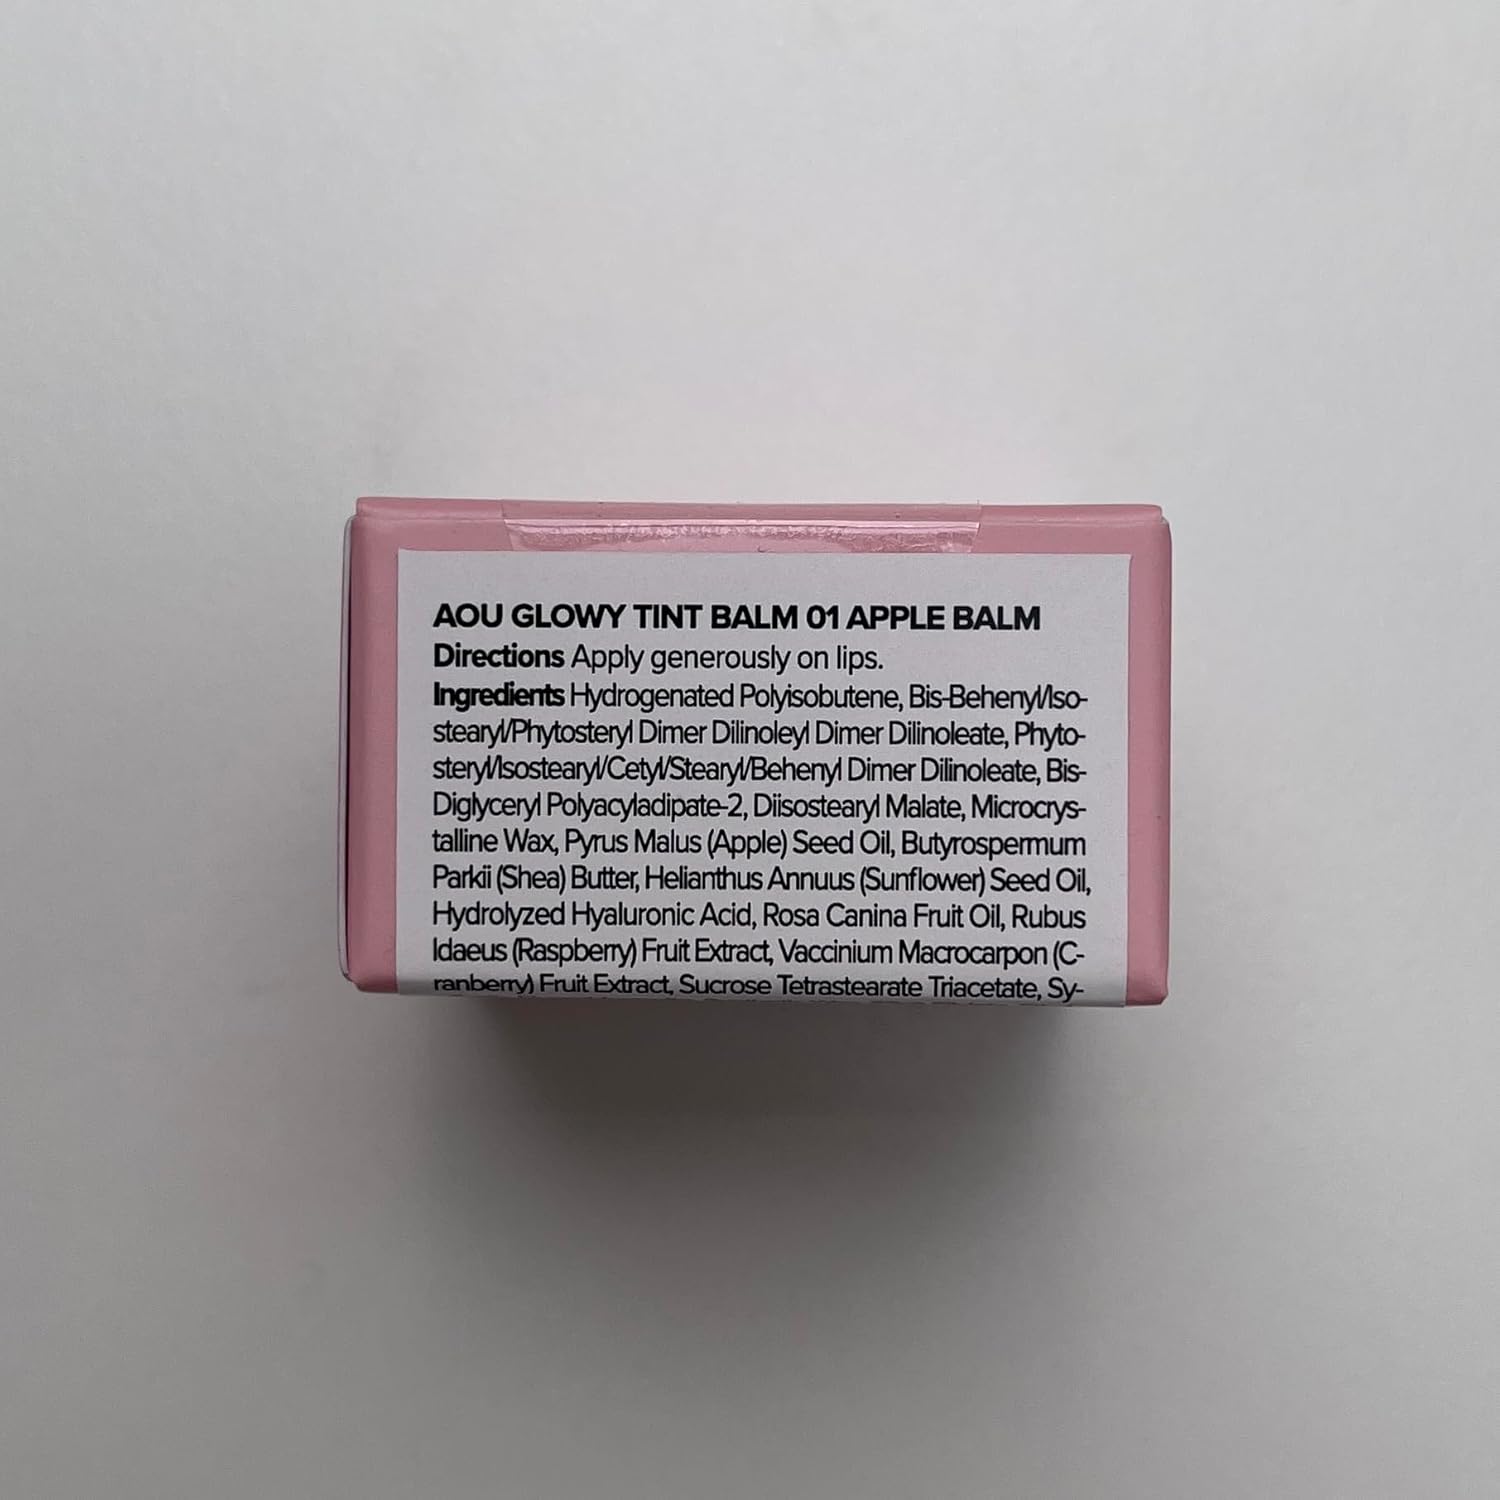 AOU GLOWY TINT BALM 01 APPLE BALM
Directions Apply generously on lips.
Ingredients Hydrogenated Polyisobutene, Bis-Behenyl/Iso-
stearyl/Phytosteryl Dimer Dilinoleyl Dimer Dilinoleate, Phyto-
steryl/Isostearyl/Cetyl/Stearyl/Behenyl Dimer Dilinoleate, Bis-
Diglyceryl Polyacyladipate-2, Diisostearyl Malate, Microcrys-
talline Wax, Pyrus Malus (Apple) Seed Oil, Butyrospermum
Parkii (Shea) Butter, Helianthus Annuus (Sunflower) Seed Oil,
Hydrolyzed Hyaluronic Acid, Rosa Canina Fruit Oil, Rubus
Idaeus (Raspberry) Fruit Extract, Vaccinium Macrocarpon (C-
ranberry) Fruit Extract, Sucrose Tetrastearate Triacetate, Sy-